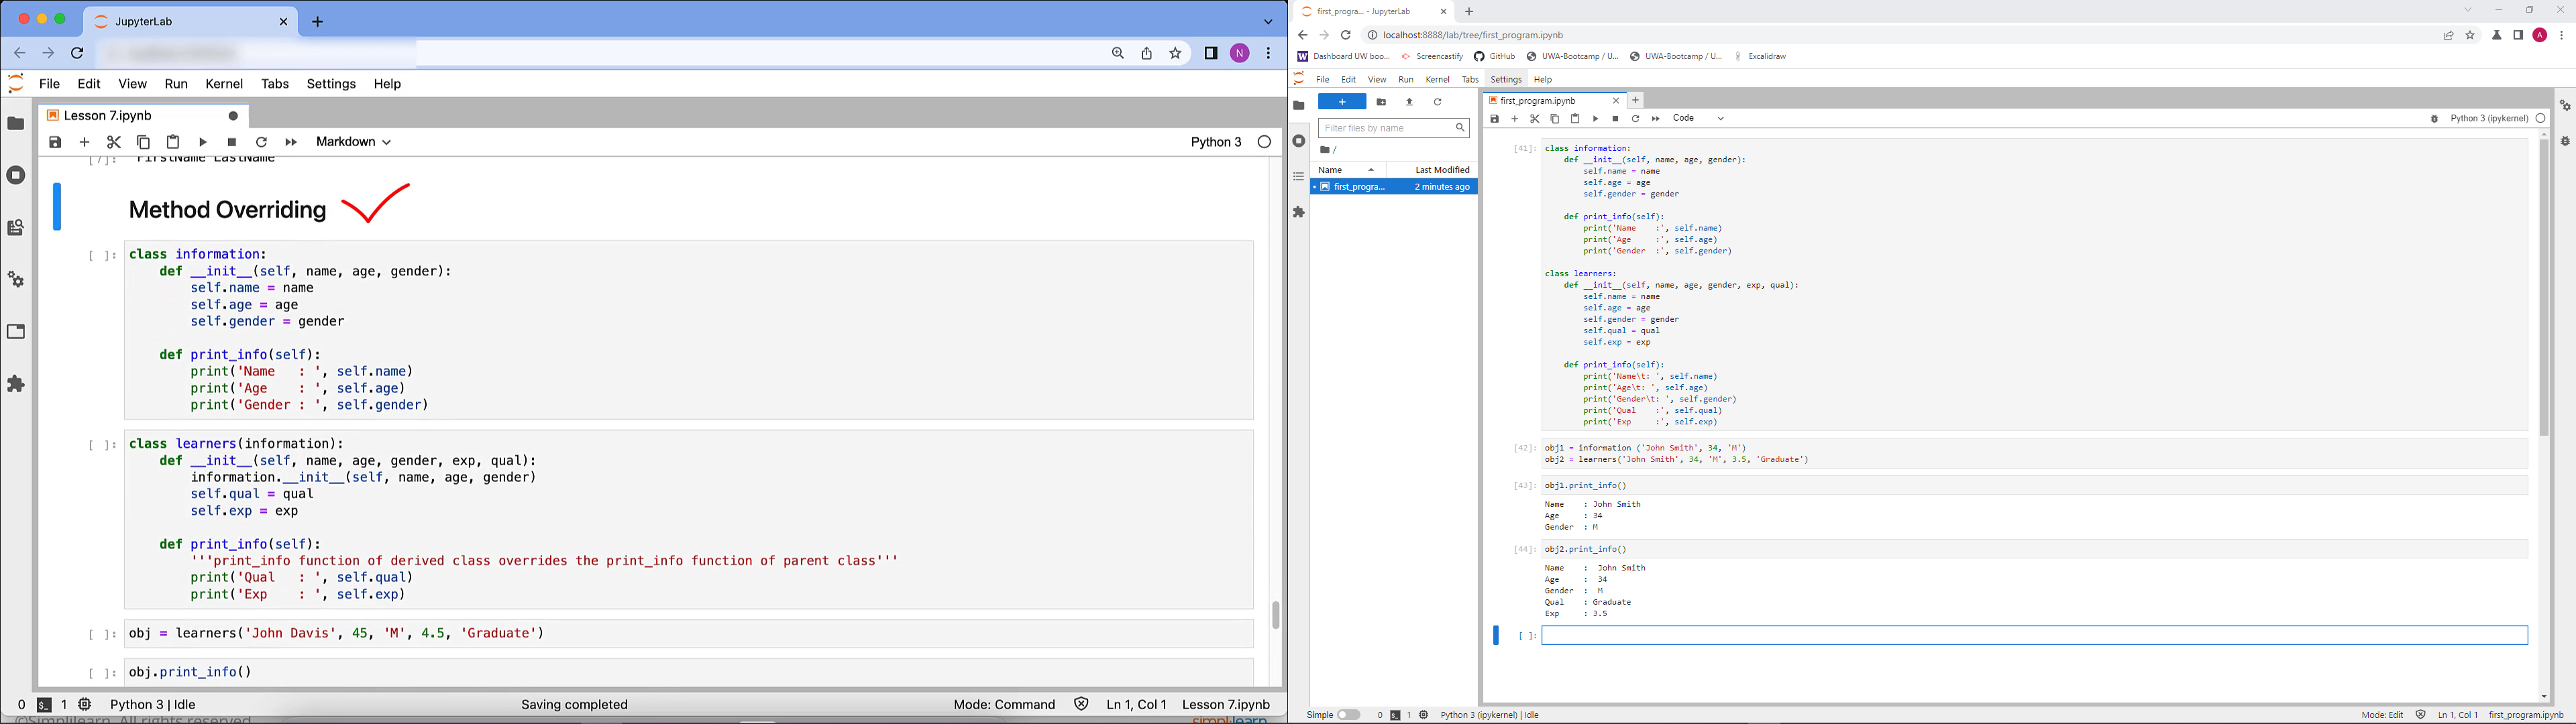 JupyterLab
N
File Edit View Run Kernel Tabs Settings Help
Lesson 7.ipynb
Markdown
Python 3
[7]: 'FirstName LastName'
Method Overriding
[ ]: class information:
    def __init__(self, name, age, gender):
        self.name = name
        self.age = age
        self.gender = gender
    def print_info(self):
        print('Name   : ', self.name)
        print('Age    : ', self.age)
        print('Gender : ', self.gender)
[ ]: class learners(information):
    def __init__(self, name, age, gender, exp, qual):
        information.__init__(self, name, age, gender)
        self.qual = qual
        self.exp = exp
    def print_info(self):
        '''print_info function of derived class overrides the print_info function of parent class'''
        print('Qual   : ', self.qual)
        print('Exp    : ', self.exp)
[ ]: obj = learners('John Davis', 45, 'M', 4.5, 'Graduate')
[ ]: obj.print_info()
0 $_ 1 Python 3 | Idle Saving completed Mode: Command Ln 1, Col 1 Lesson 7.ipynb
©Simplilearn. All rights reserved simplilearn
first_progra... - JupyterLab
localhost:8888/lab/tree/first_program.ipynb
A
Dashboard UW boo... Screencastify GitHub UWA-Bootcamp / U... UWA-Bootcamp / U... Excalidraw
File Edit View Run Kernel Tabs Settings Help
Filter files by name
/
Name Last Modified
first_progra... 2 minutes ago
first_program.ipynb
Code
Python 3 (ipykernel)
[41]: class information:
    def __init__(self, name, age, gender):
        self.name = name
        self.age = age
        self.gender = gender
    def print_info(self):
        print('Name    :', self.name)
        print('Age     :', self.age)
        print('Gender  :', self.gender)
class learners:
    def __init__(self, name, age, gender, exp, qual):
        self.name = name
        self.age = age
        self.gender = gender
        self.qual = qual
        self.exp = exp
    def print_info(self):
        print('Name\t: ', self.name)
        print('Age\t: ', self.age)
        print('Gender\t: ', self.gender)
        print('Qual    :', self.qual)
        print('Exp     :', self.exp)
[42]: obj1 = information ('John Smith', 34, 'M')
obj2 = learners('John Smith', 34, 'M', 3.5, 'Graduate')
[43]: obj1.print_info()
Name    : John Smith
Age     : 34
Gender  : M
[44]: obj2.print_info()
Name    :  John Smith
Age     :  34
Gender  :  M
Qual    : Graduate
Exp     : 3.5
[ ]:
Simple 0 $_ 1 Python 3 (ipykernel) | Idle Mode: Edit Ln 1, Col 1 first_program.ipynb